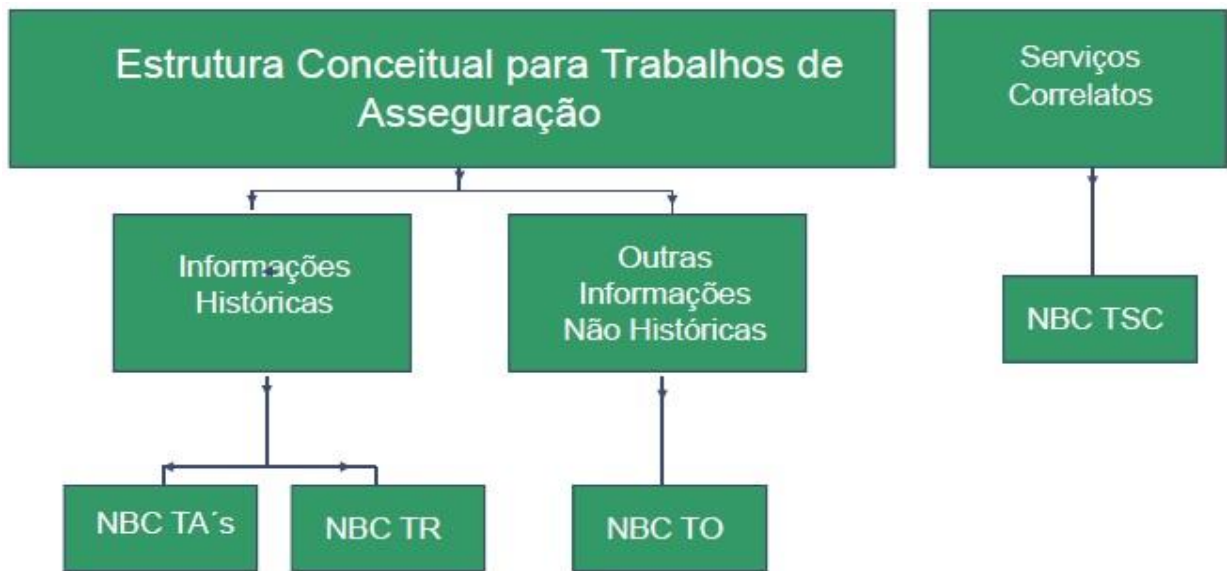 Estrutura Conceitual para Trabalhos de
Asseguração
Serviços
Correlatos
Informações
Históricas
Outras
Informações
Não Históricas
NBC TSC
NBC TA´s
NBC TR
NBC TO